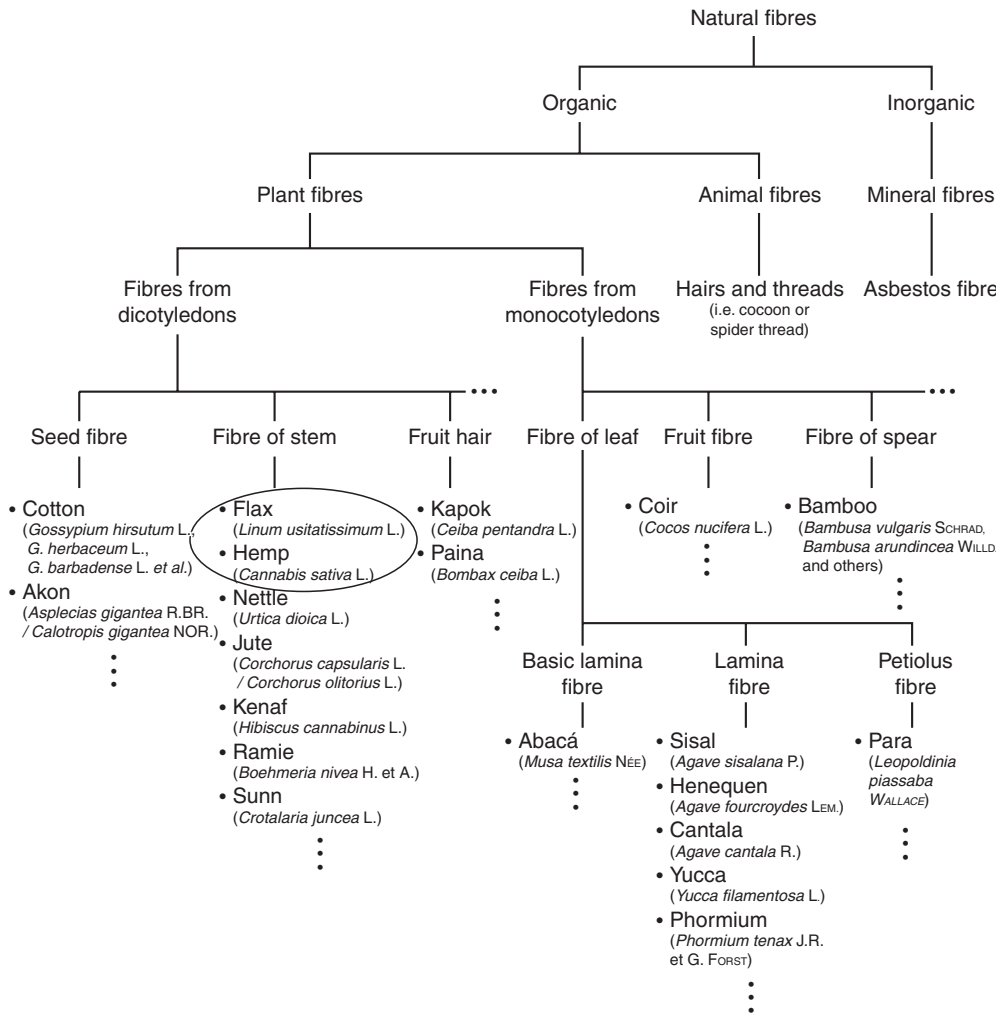 Natural fibres
Organic
Inorganic
Plant fibres
Animal fibres
Mineral fibres
Fibres from
dicotyledons
Fibres from
monocotyledons
Hairs and threads
(i.e. cocoon or
spider thread)
Asbestos fibre
•••
•••
Seed fibre
Fibre of stem
Fruit hair
Fibre of leaf
Fruit fibre
Fibre of spear
• Cotton
(Gossypium hirsutum L.,
G. herbaceum L.,
G. barbadense L. et al.)
• Akon
(Asplecias gigantea R.BR.
/ Calotropis gigantea NOR.)
• Flax
(Linum usitatissimum L.)
• Hemp
(Cannabis sativa L.)
• Nettle
(Urtica dioica L.)
• Jute
(Corchorus capsularis L.
/ Corchorus olitorius L.)
• Kenaf
(Hibiscus cannabinus L.)
• Ramie
(Boehmeria nivea H. et A.)
• Sunn
(Crotalaria juncea L.)
• Kapok
(Ceiba pentandra L.)
• Paina
(Bombax ceiba L.)
• Coir
(Cocos nucifera L.)
• Bamboo
(Bambusa vulgaris SCHRAD,
Bambusa arundincea WILLD.
and others)
Basic lamina
fibre
Lamina
fibre
Petiolus
fibre
• Abacá
(Musa textilis NÉE)
• Sisal
(Agave sisalana P.)
• Henequen
(Agave fourcroydes LEM.)
• Cantala
(Agave cantala R.)
• Yucca
(Yucca filamentosa L.)
• Phormium
(Phormium tenax J.R.
et G. FORST)
• Para
(Leopoldinia
piassaba
WALLACE)